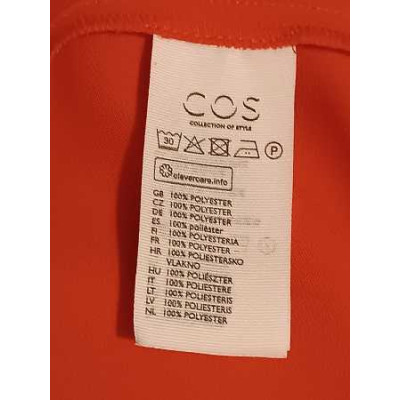 COS
COLLECTION OF STYLE
30 P
clevercare.info
GB 100% POLYESTER
CZ 100% POLYESTER
DE 100% POLYESTER
ES 100% poliéster
FI 100% POLYESTERIA
FR 100% POLYESTER
HR 100% POLIESTERSKO
VLAKNO
HU 100% POLIÉSZTER
IT 100% POLIESTERE
LT 100% POLIESTERIS
LV 100% POLIESTERIS
NL 100% POLYESTER